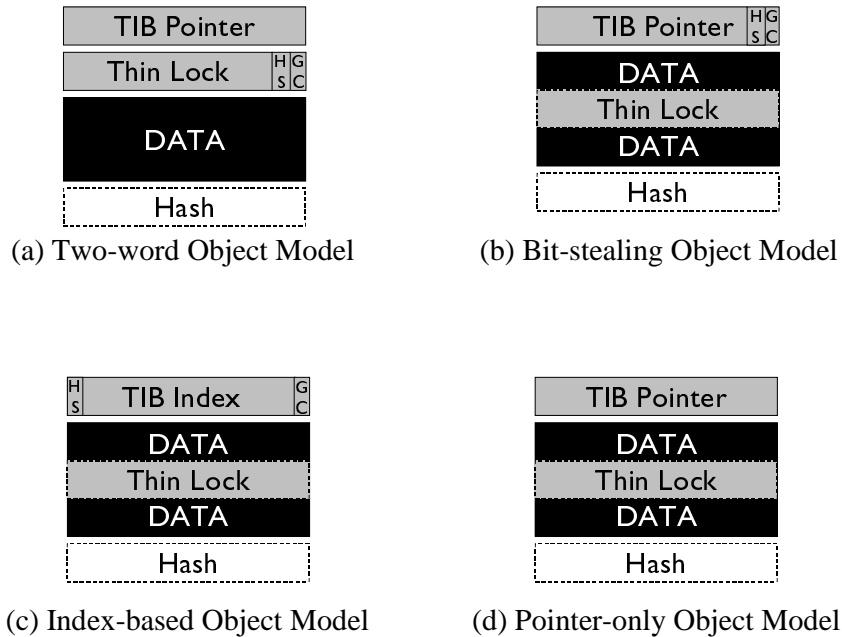 TIB Pointer
Thin Lock
H S
G C
DATA
Hash
(a) Two-word Object Model
TIB Pointer
H S
G C
DATA
Thin Lock
DATA
Hash
(b) Bit-stealing Object Model
H S
TIB Index
G C
DATA
Thin Lock
DATA
Hash
(c) Index-based Object Model
TIB Pointer
DATA
Thin Lock
DATA
Hash
(d) Pointer-only Object Model